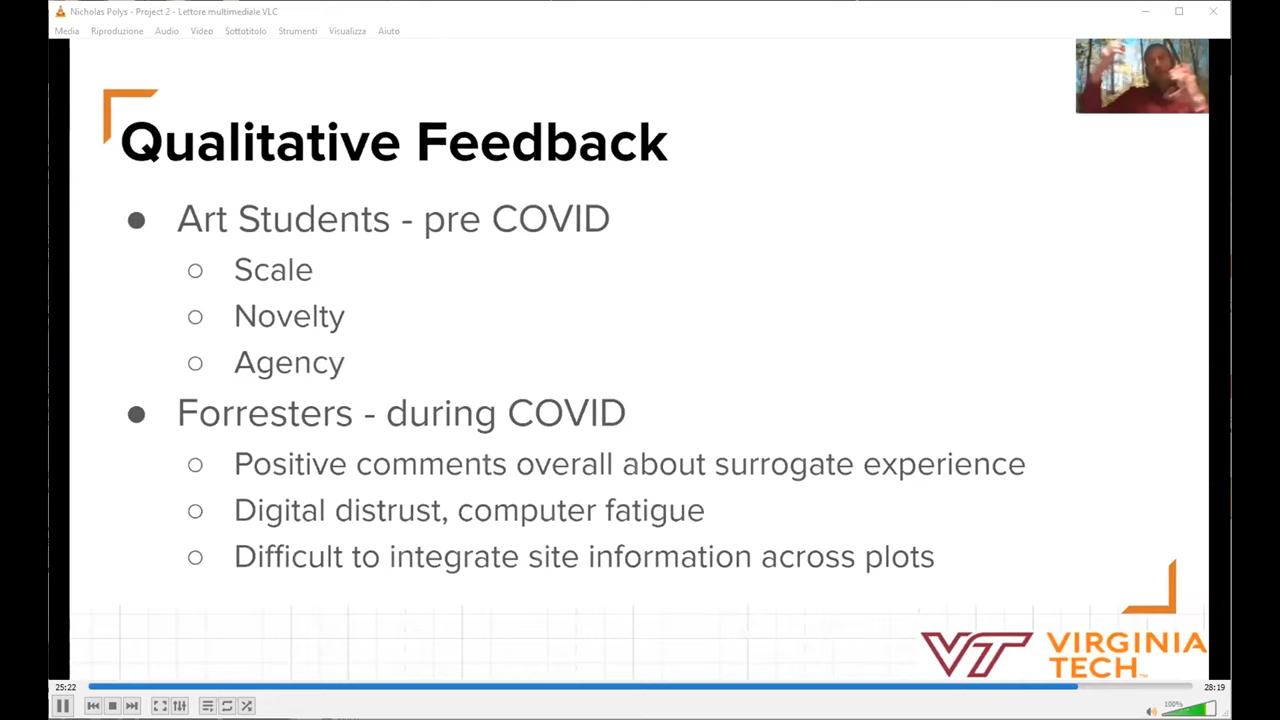 Nicholas Polys - Project 2 - Lettore multimediale VLC
Media Riproduzione Audio Video Sottotitolo Strumenti Visualizza Aiuto
Qualitative Feedback
● Art Students - pre COVID
○ Scale
○ Novelty
○ Agency
● Forresters - during COVID
○ Positive comments overall about surrogate experience
○ Digital distrust, computer fatigue
○ Difficult to integrate site information across plots
VT VIRGINIA
TECH™
25:22 28:19
100%